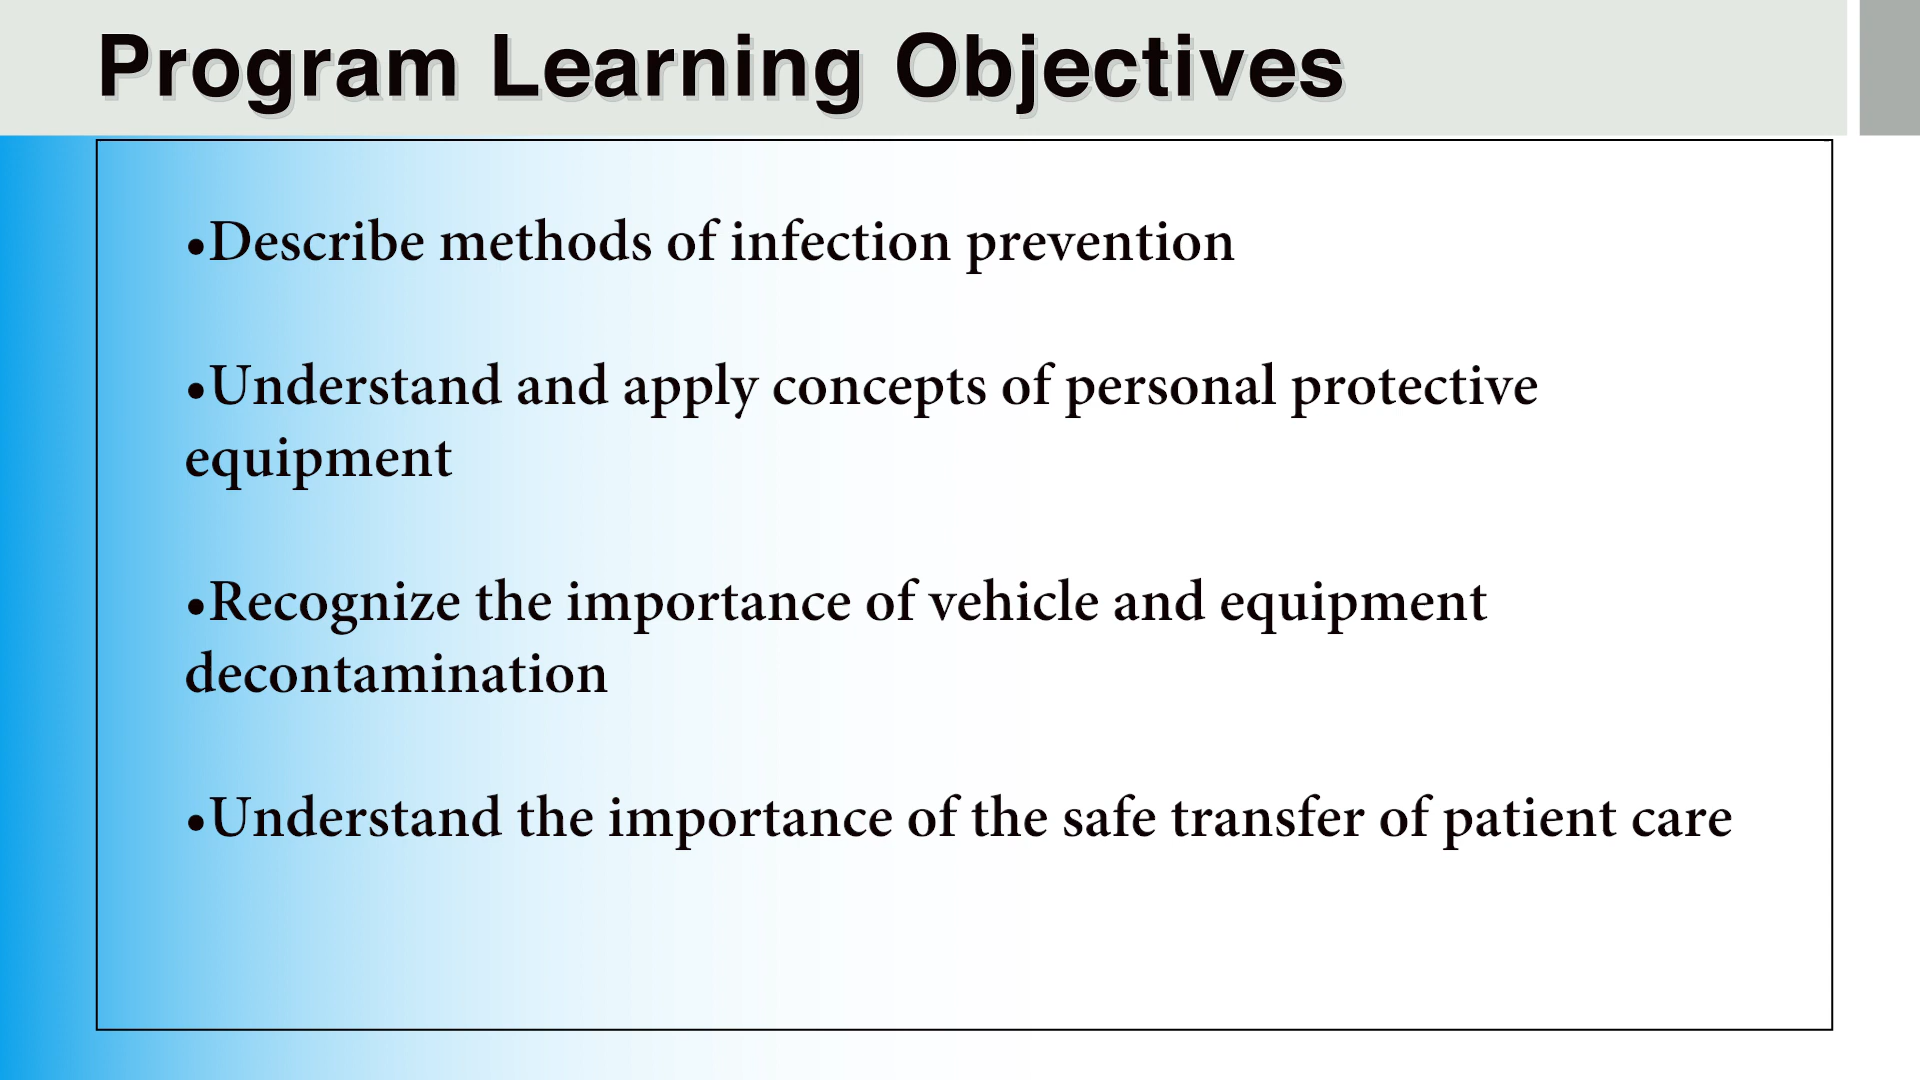 Program Learning Objectives
•Describe methods of infection prevention
•Understand and apply concepts of personal protective
equipment
•Recognize the importance of vehicle and equipment
decontamination
•Understand the importance of the safe transfer of patient care